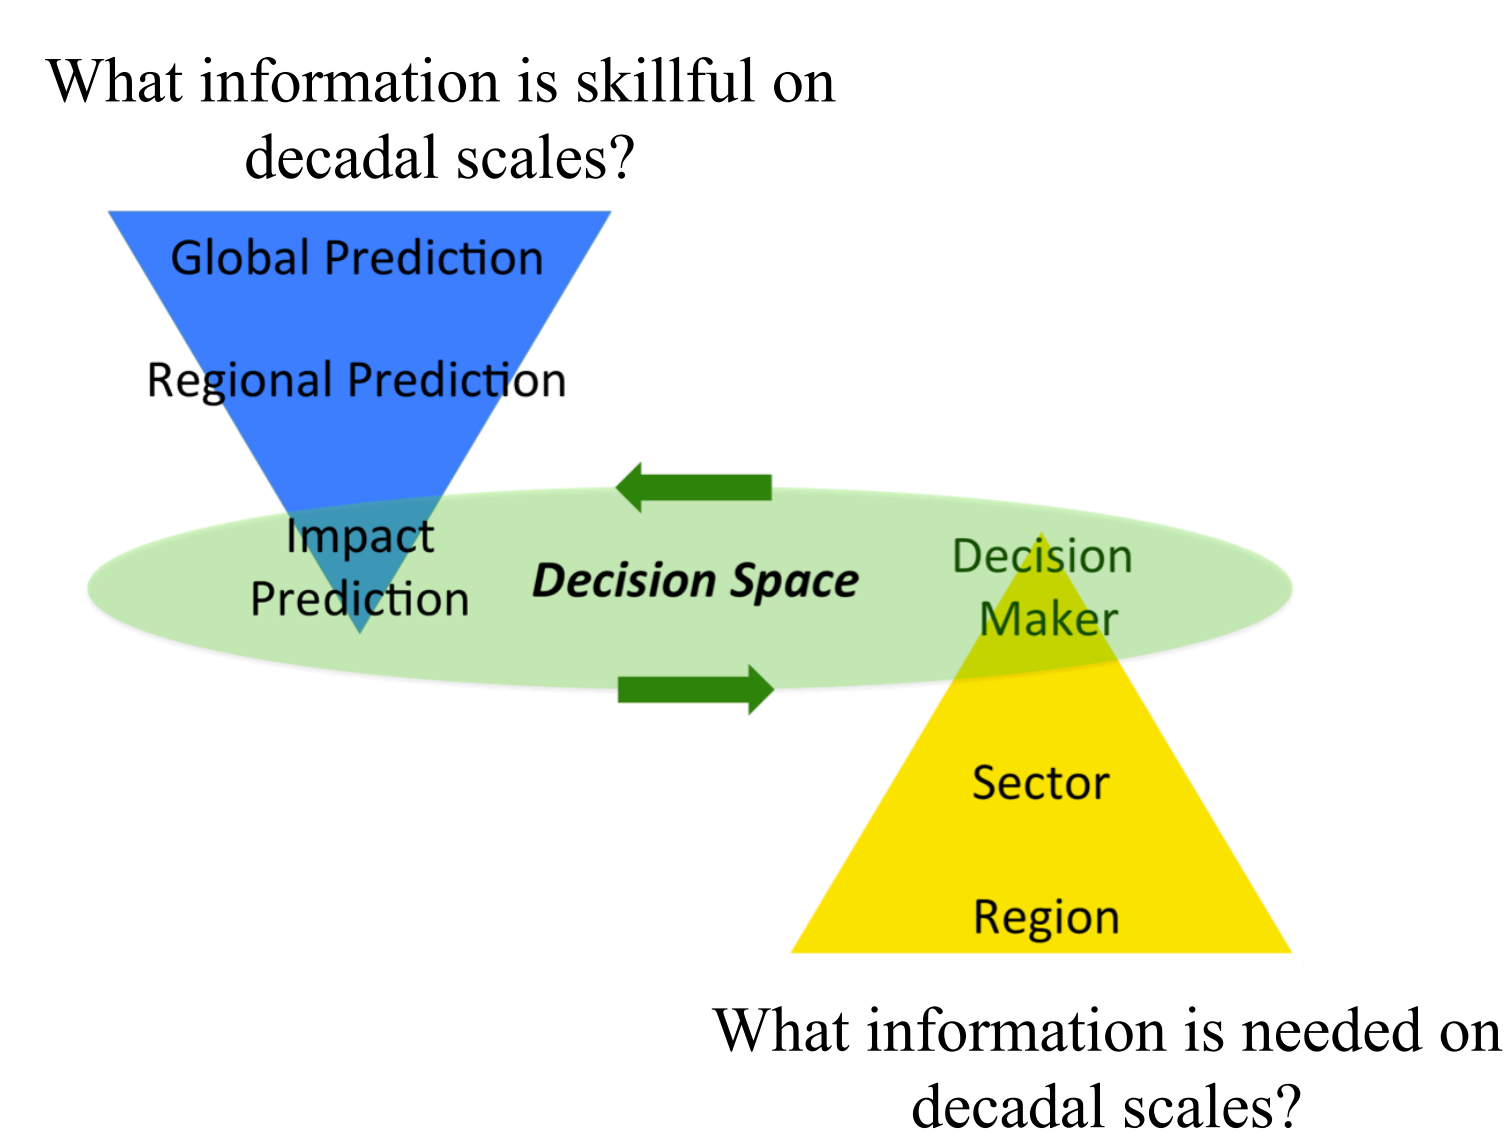 What information is skillful on
decadal scales?
Global Prediction
Regional Prediction
Impact
Prediction
Decision Space
Decision
Maker
Sector
Region
What information is needed on
decadal scales?